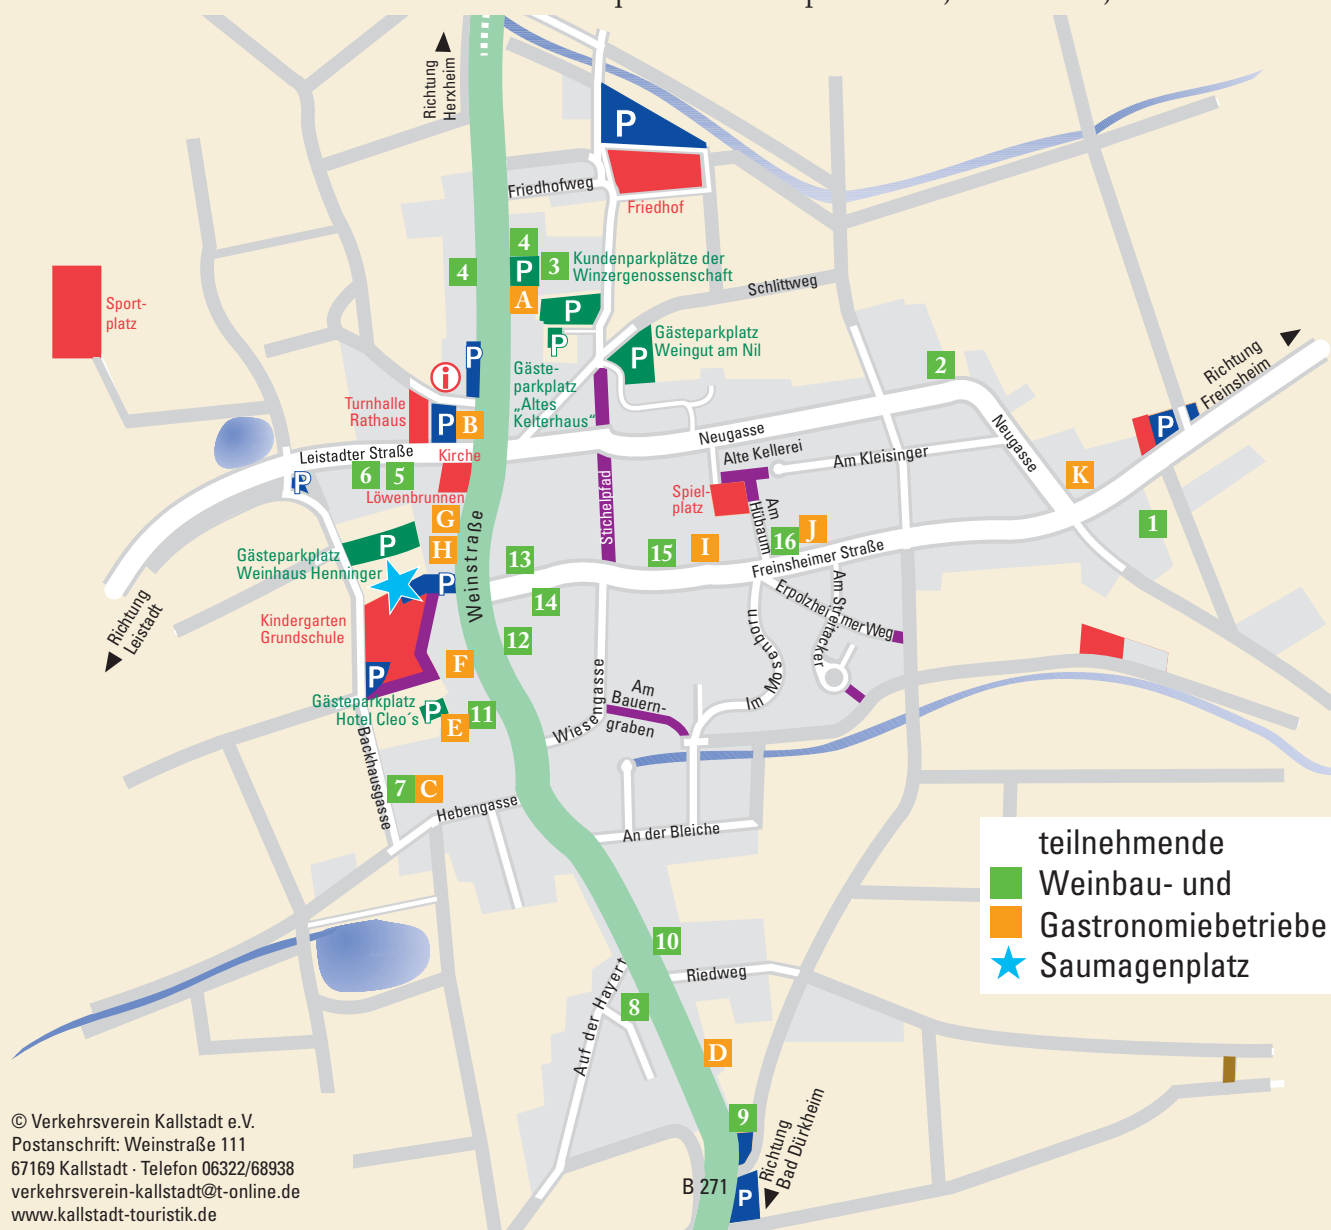 Richtung
Herxheim
P
Friedhofweg
Friedhof
4
4
P
3
Kundenparkplätze der
Winzergenossenschaft
A
P
P
Schlittweg
Sport-
platz
P
Gästeparkplatz
Weingut am Nil
P
i
Gäste-
parkplatz
„Altes
Kelterhaus“
2
Richtung
Freinsheim
Turnhalle
Rathaus
P
B
P
Neugasse
Neugasse
Leistadter Straße
Kirche
Alte Kellerei
Am Kleisinger
6
5
Löwenbrunnen
P
K
Spiel-
platz
Stichelpfad
Am
Hübaum
G
H
Weinstraße
1
16
J
15
I
13
Freinsheimer Straße
P
Gästeparkplatz
Weinhaus Henninger
P
14
Erpolzheimer Weg
Am Streitacker
Richtung
Leistadt
Kindergarten
Grundschule
12
Im Wosenborn
F
P
Wiesengasse
Am
Bauern-
graben
Gästeparkplatz
Hotel Cleo´s
P
E
11
Backhausgasse
7
C
Hebengasse
An der Bleiche
teilnehmende
Weinbau- und
Gastronomiebetriebe
Saumagenplatz
10
Riedweg
Auf der Hayert
8
D
9
Richtung
Bad Dürkheim
B 271
P
© Verkehrsverein Kallstadt e.V.
Postanschrift: Weinstraße 111
67169 Kallstadt · Telefon 06322/68938
verkehrsverein-kallstadt@t-online.de
www.kallstadt-touristik.de